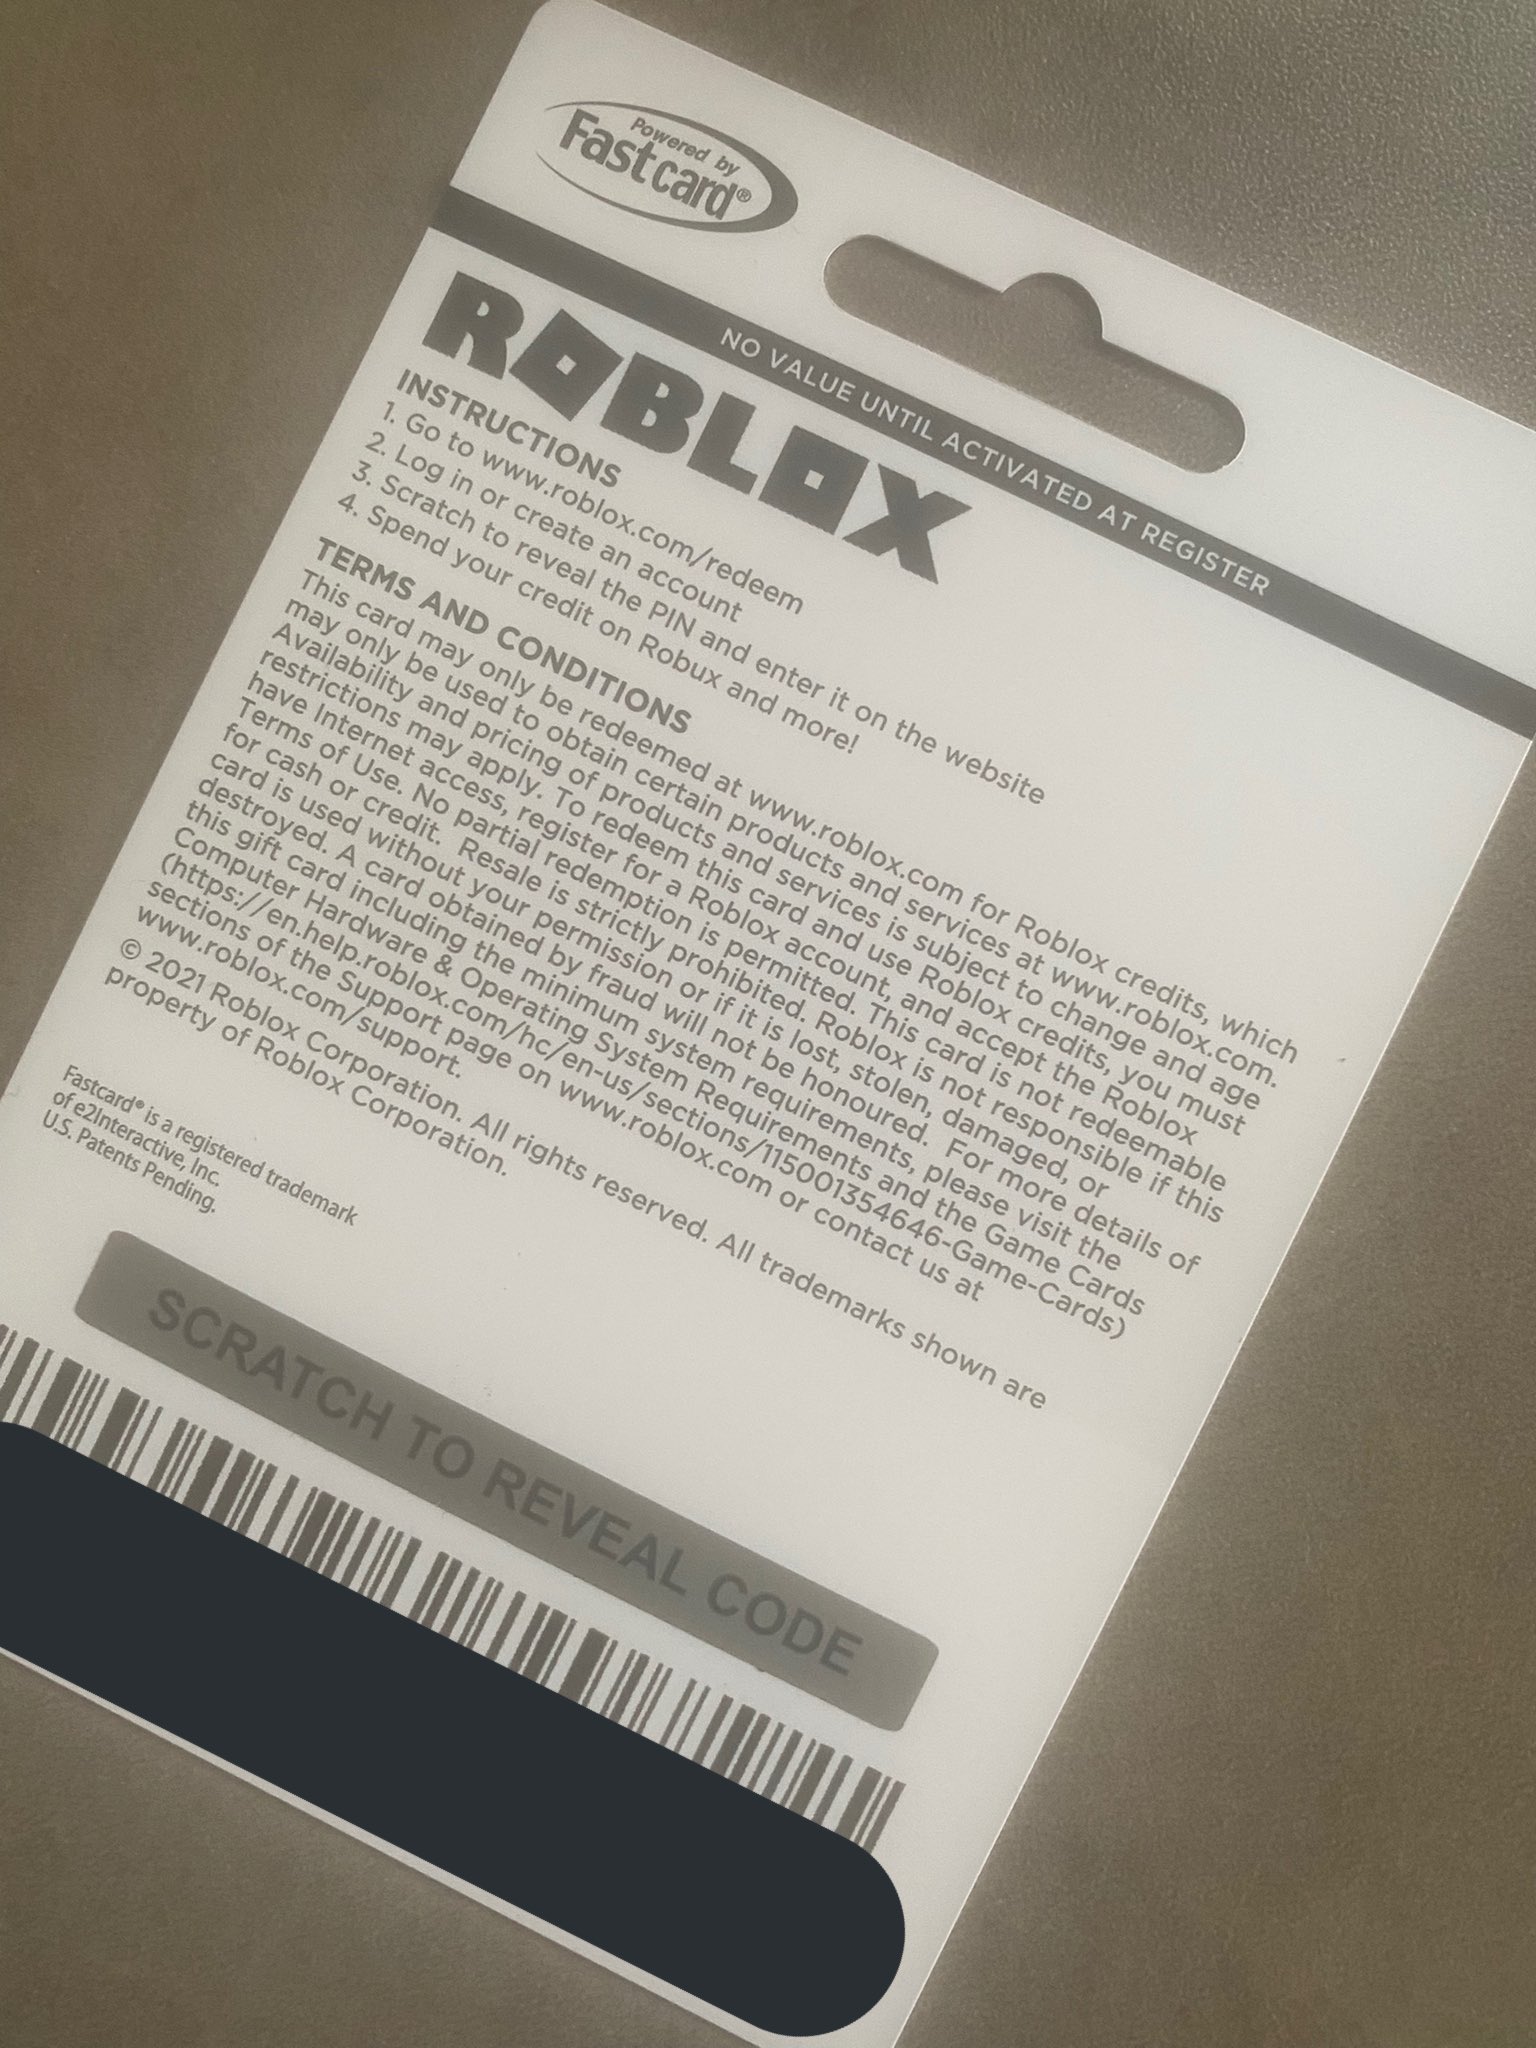 Powered by
Fastcard®
NO VALUE UNTIL ACTIVATED AT REGISTER
ROBLOX
INSTRUCTIONS
1. Go to www.roblox.com/redeem
2. Log in or create an account
3. Scratch to reveal the PIN and enter it on the website
4. Spend your credit on Robux and more!
TERMS AND CONDITIONS
This card may only be redeemed at www.roblox.com for Roblox credits, which
may only be used to obtain certain products and services at www.roblox.com.
Availability and pricing of products and services is subject to change and age
restrictions may apply. To redeem this card and use Roblox credits, you must
have Internet access, register for a Roblox account, and accept the Roblox
Terms of Use. No partial redemption is permitted. This card is not redeemable
for cash or credit. Resale is strictly prohibited. Roblox is not responsible if this
card is used without your permission or if it is lost, stolen, damaged, or
destroyed. A card obtained by fraud will not be honoured. For more details of
this gift card including the minimum system requirements, please visit the
Computer Hardware & Operating System Requirements and the Game Cards
(https://en.help.roblox.com/hc/en-us/sections/115001354646-Game-Cards)
sections of the Support page on www.roblox.com or contact us at
www.roblox.com/support.
© 2021 Roblox Corporation. All rights reserved. All trademarks shown are
property of Roblox Corporation.
Fastcard® is a registered trademark
of e2Interactive, Inc.
U.S. Patents Pending.
SCRATCH TO REVEAL CODE